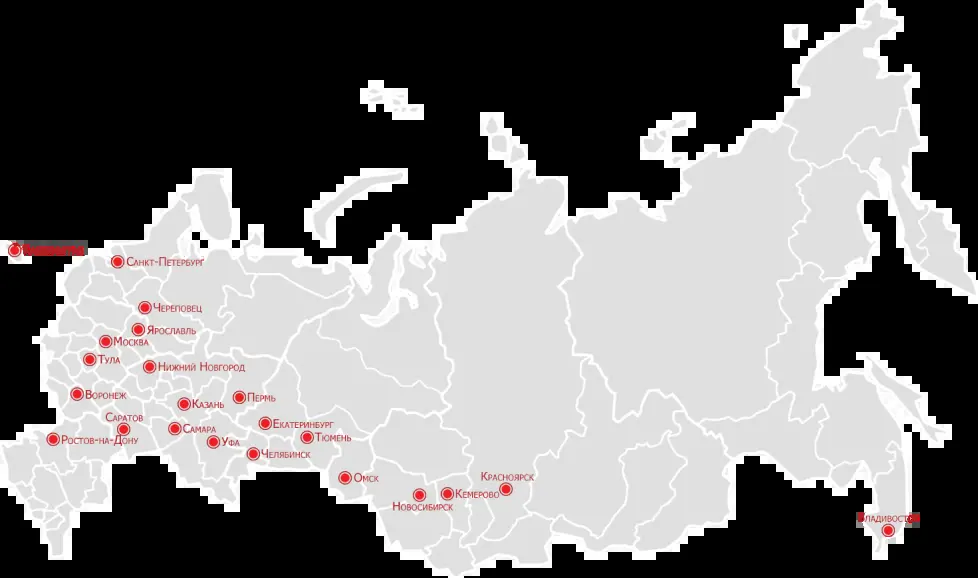 Санкт-Петербург
Череповец
Ярославль
Москва
Тула
Нижний Новгород
Воронеж
Пермь
Казань
Саратов
Екатеринбург
Самара
Тюмень
Ростов-на-Дону
Уфа
Челябинск
Омск
Красноярск
Кемерово
Новосибирск
Владивосток